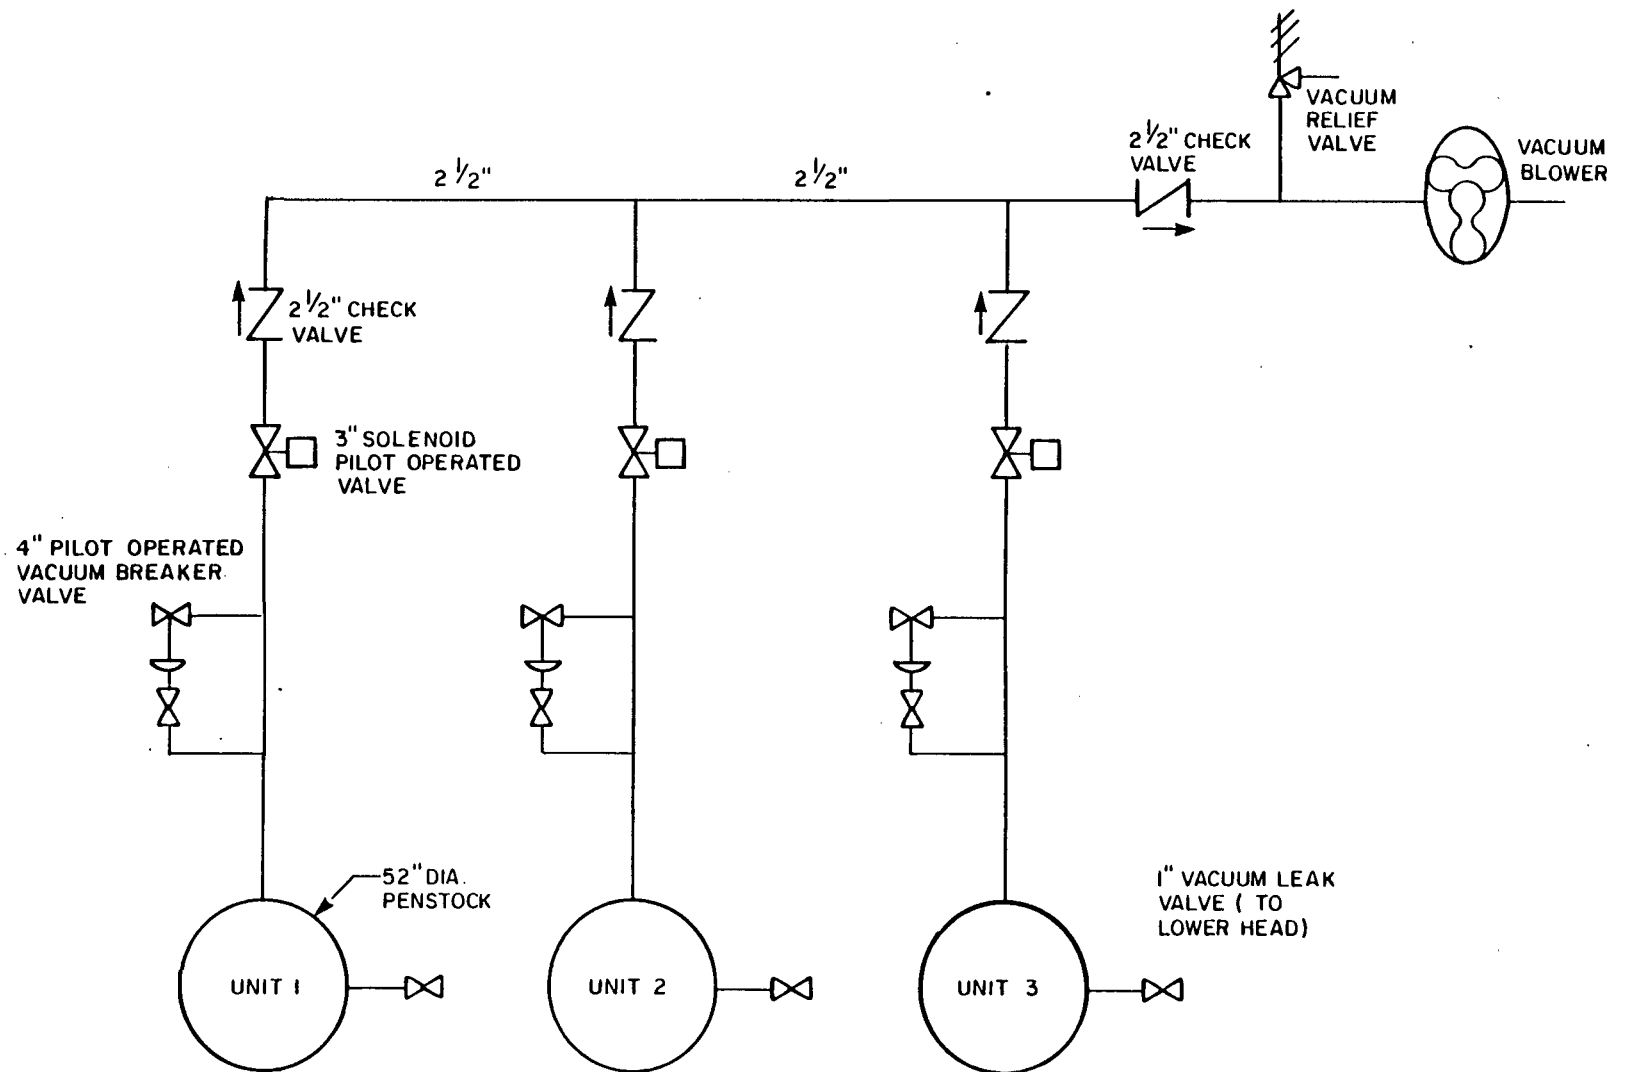 VACUUM
RELIEF
VALVE
2 1/2" CHECK
VALVE
VACUUM
BLOWER
2 1/2"
2 1/2"
2 1/2" CHECK
VALVE
3" SOLENOID
PILOT OPERATED
VALVE
4" PILOT OPERATED
VACUUM BREAKER
VALVE
52" DIA.
PENSTOCK
1" VACUUM LEAK
VALVE ( TO
LOWER HEAD)
UNIT 1
UNIT 2
UNIT 3